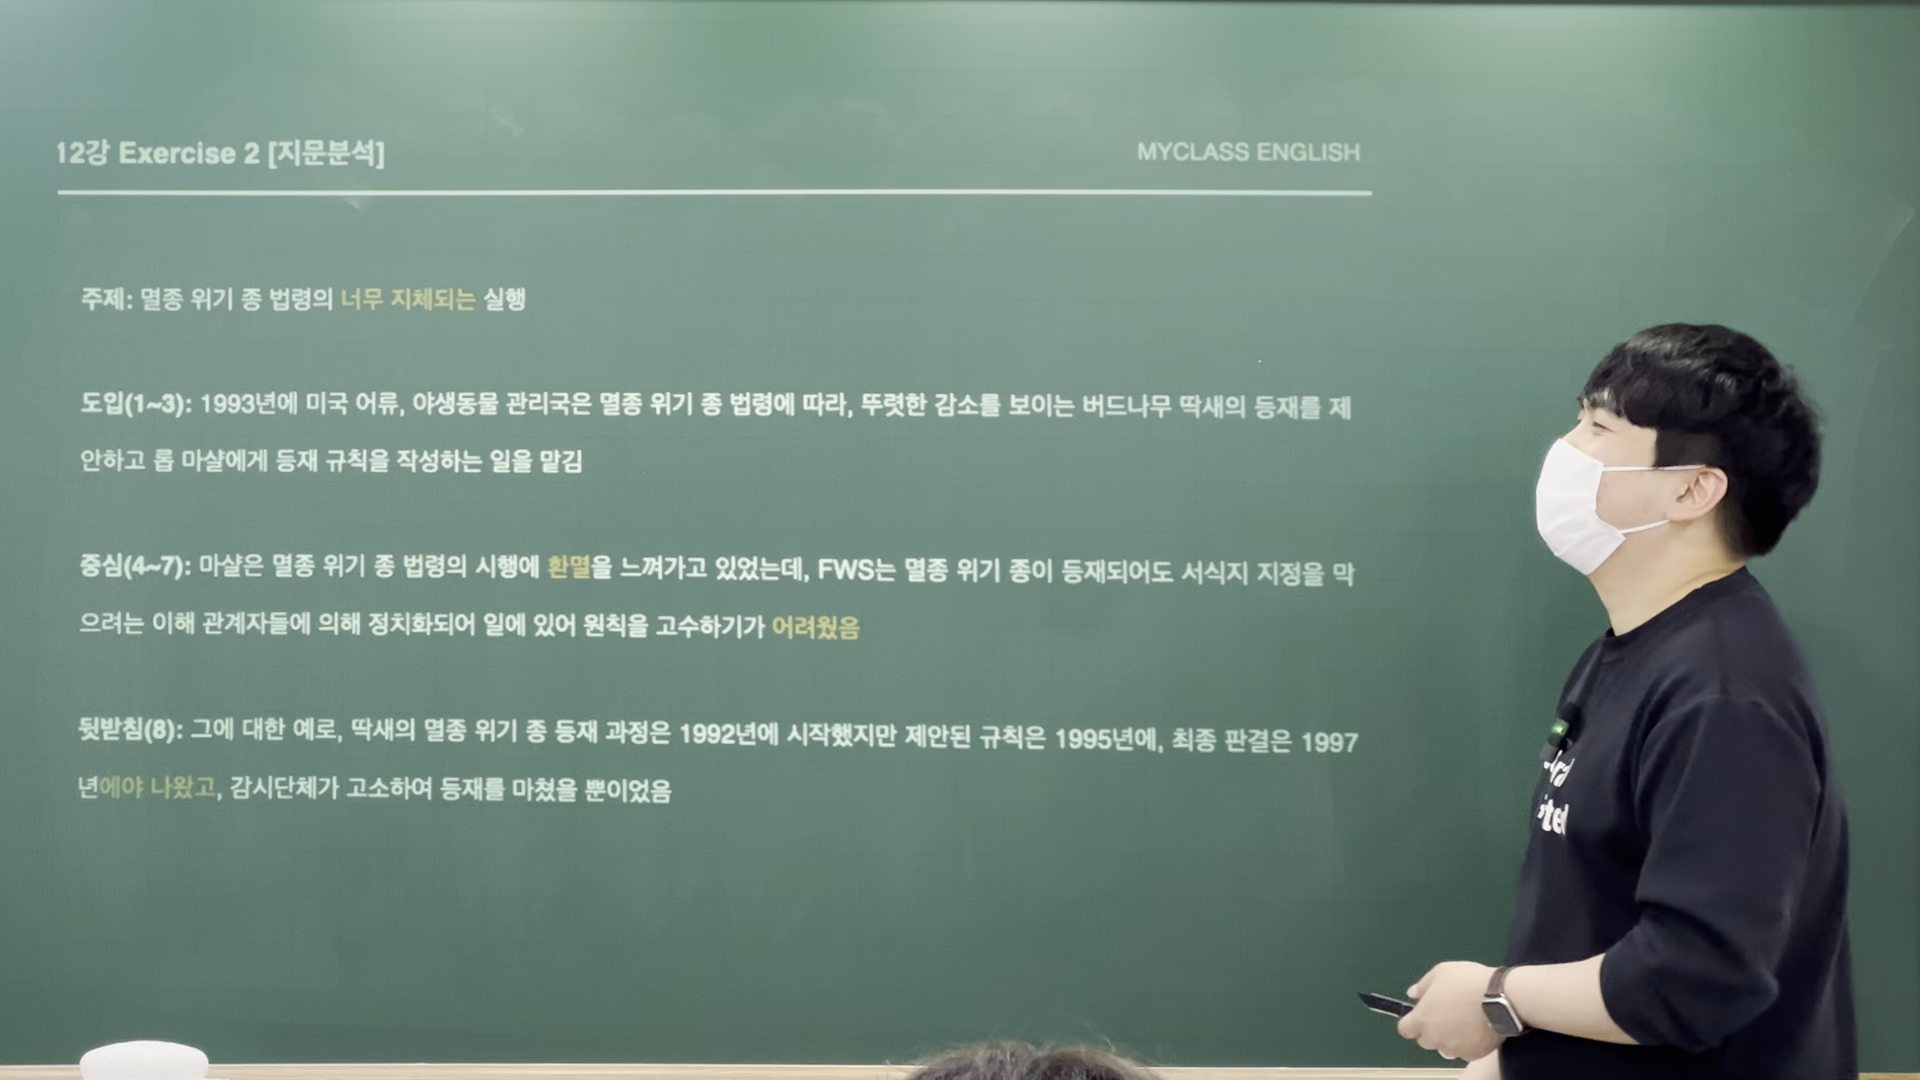 12강 Exercise 2 [지문분석]
MYCLASS ENGLISH
주제: 멸종 위기 종 법령의 너무 지체되는 실행
도입(1~3): 1993년에 미국 어류, 야생동물 관리국은 멸종 위기 종 법령에 따라, 뚜렷한 감소를 보이는 버드나무 딱새의 등재를 제
안하고 롭 마샬에게 등재 규칙을 작성하는 일을 맡김
중심(4~7): 마샬은 멸종 위기 종 법령의 시행에 환멸을 느껴가고 있었는데, FWS는 멸종 위기 종이 등재되어도 서식지 지정을 막
으려는 이해 관계자들에 의해 정치화되어 일에 있어 원칙을 고수하기가 어려웠음
뒷받침(8): 그에 대한 예로, 딱새의 멸종 위기 종 등재 과정은 1992년에 시작했지만 제안된 규칙은 1995년에, 최종 판결은 1997
년에야 나왔고, 감시단체가 고소하여 등재를 마쳤을 뿐이었음